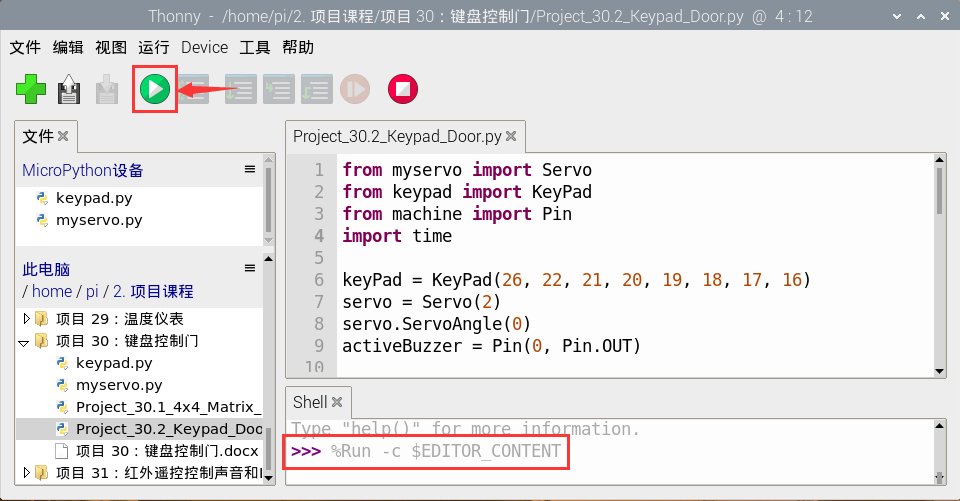 Thonny - /home/pi/2. 项目课程/项目 30：键盘控制门/Project_30.2_Keypad_Door.py @ 4 : 12
文件 编辑 视图 运行 Device 工具 帮助
文件
MicroPython设备
keypad.py
myservo.py
此电脑
/ home / pi / 2. 项目课程
项目 29：温度仪表
项目 30：键盘控制门
keypad.py
myservo.py
Project_30.1_4x4_Matrix_
Project_30.2_Keypad_Doo
项目 30：键盘控制门.docx
项目 31：红外遥控控制声音和
Project_30.2_Keypad_Door.py
1 from myservo import Servo
2 from keypad import KeyPad
3 from machine import Pin
4 import time
5
6 keyPad = KeyPad(26, 22, 21, 20, 19, 18, 17, 16)
7 servo = Servo(2)
8 servo.ServoAngle(0)
9 activeBuzzer = Pin(0, Pin.OUT)
10
Shell
Type "help()" for more information.
>>> %Run -c $EDITOR_CONTENT